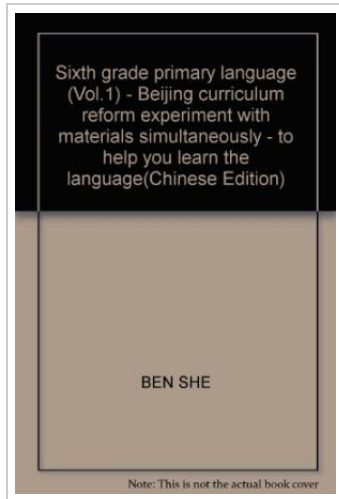 Sixth grade primary language
(Vol.1) - Beijing curriculum
reform experiment with
materials simultaneously - to
help you learn the
language(Chinese Edition)
BEN SHE
Note: This is not the actual book cover